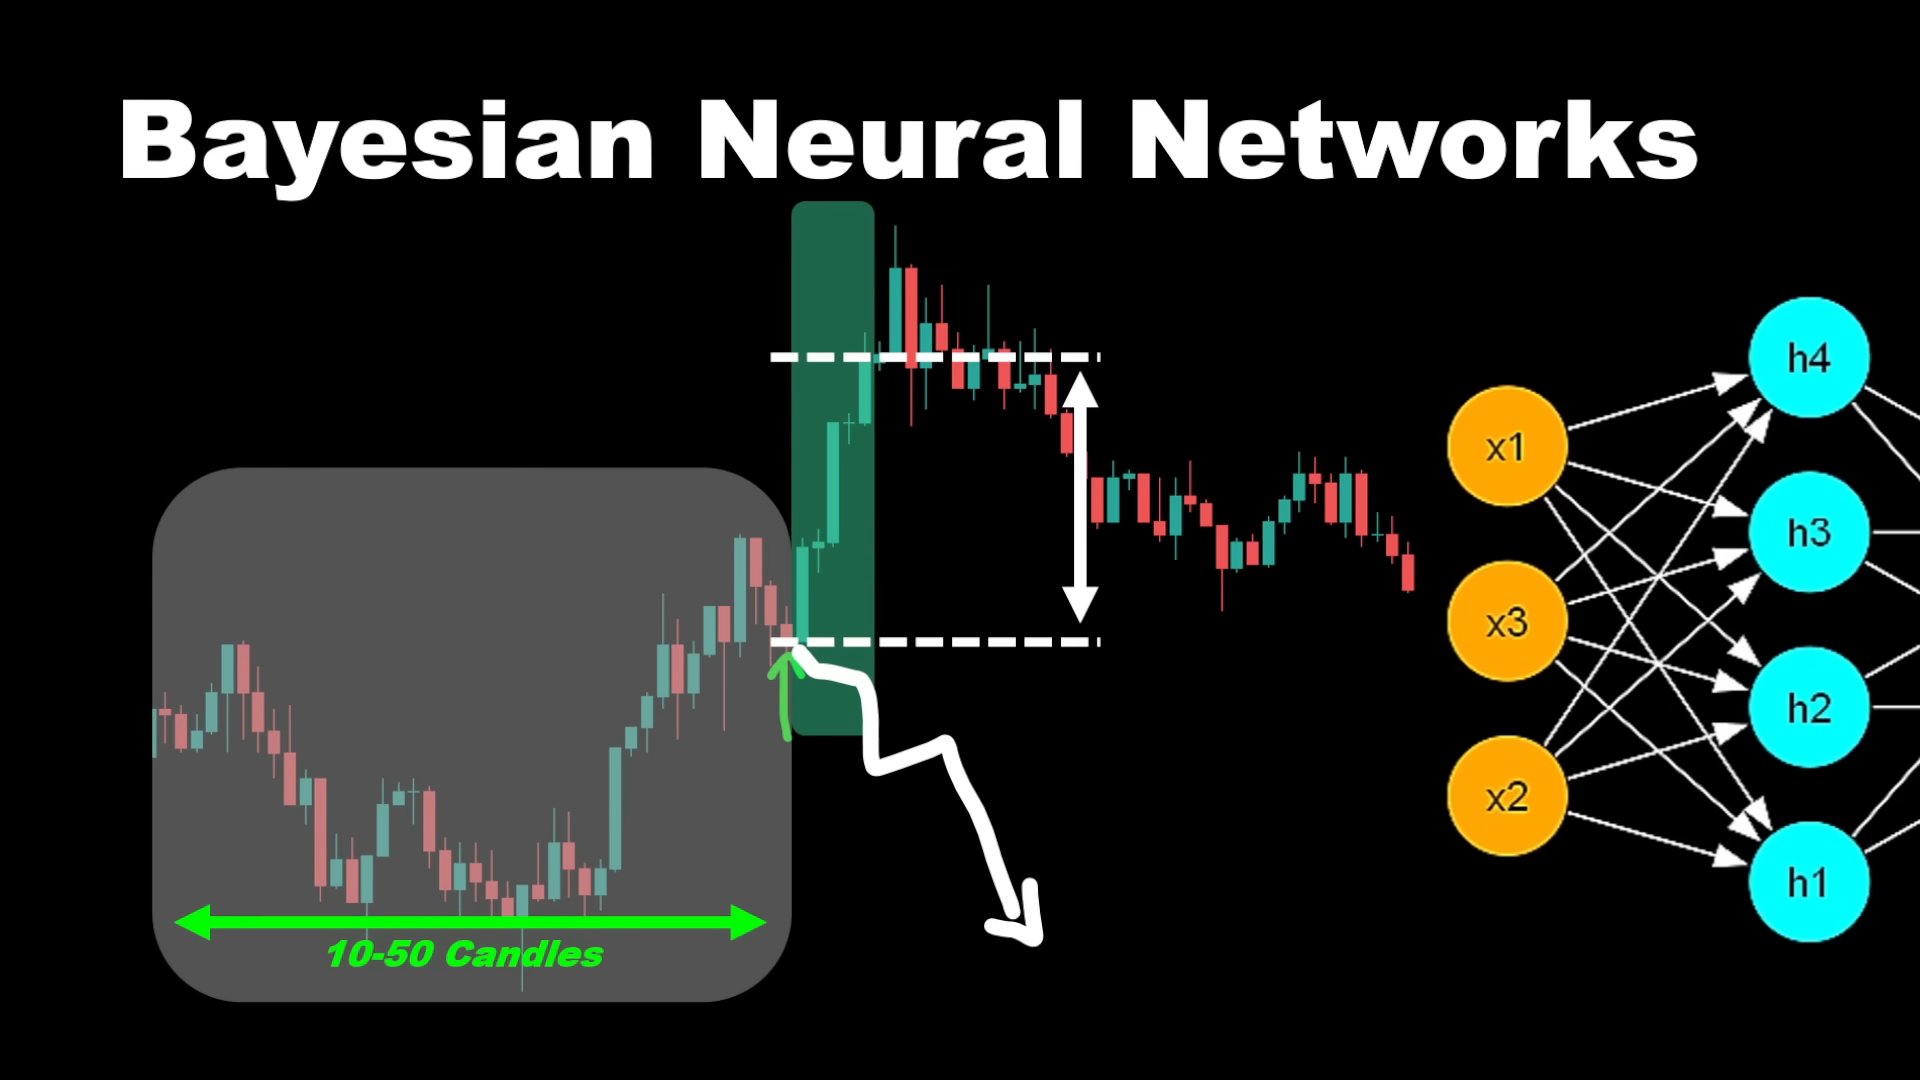 Bayesian Neural Networks
10-50 Candles
x1
x3
x2
h4
h3
h2
h1